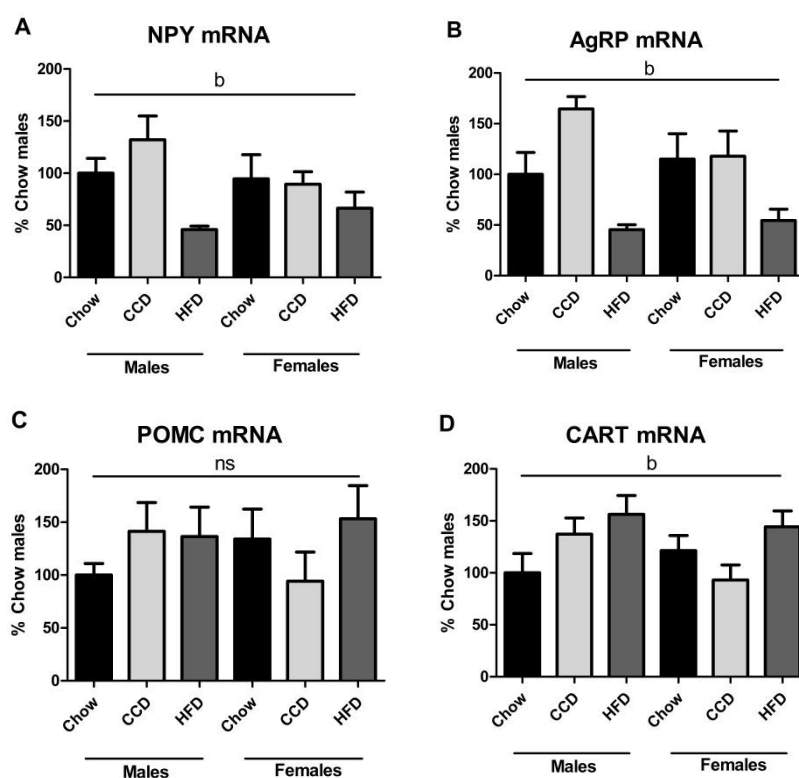 A
NPY mRNA
b
% Chow males
200
150
100
50
0
Chow
CCD
HFD
Chow
CCD
HFD
Males
Females
B
AgRP mRNA
b
% Chow males
200
150
100
50
0
Chow
CCD
HFD
Chow
CCD
HFD
Males
Females
C
POMC mRNA
ns
% Chow males
200
150
100
50
0
Chow
CCD
HFD
Chow
CCD
HFD
Males
Females
D
CART mRNA
b
% Chow males
200
150
100
50
0
Chow
CCD
HFD
Chow
CCD
HFD
Males
Females